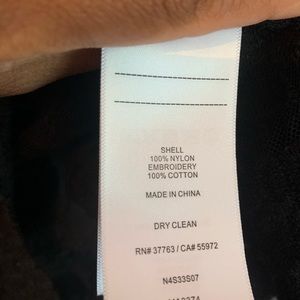 SHELL
100% NYLON
EMBROIDERY
100% COTTON
MADE IN CHINA
DRY CLEAN
RN# 37763 / CA# 55972
N4S33S07